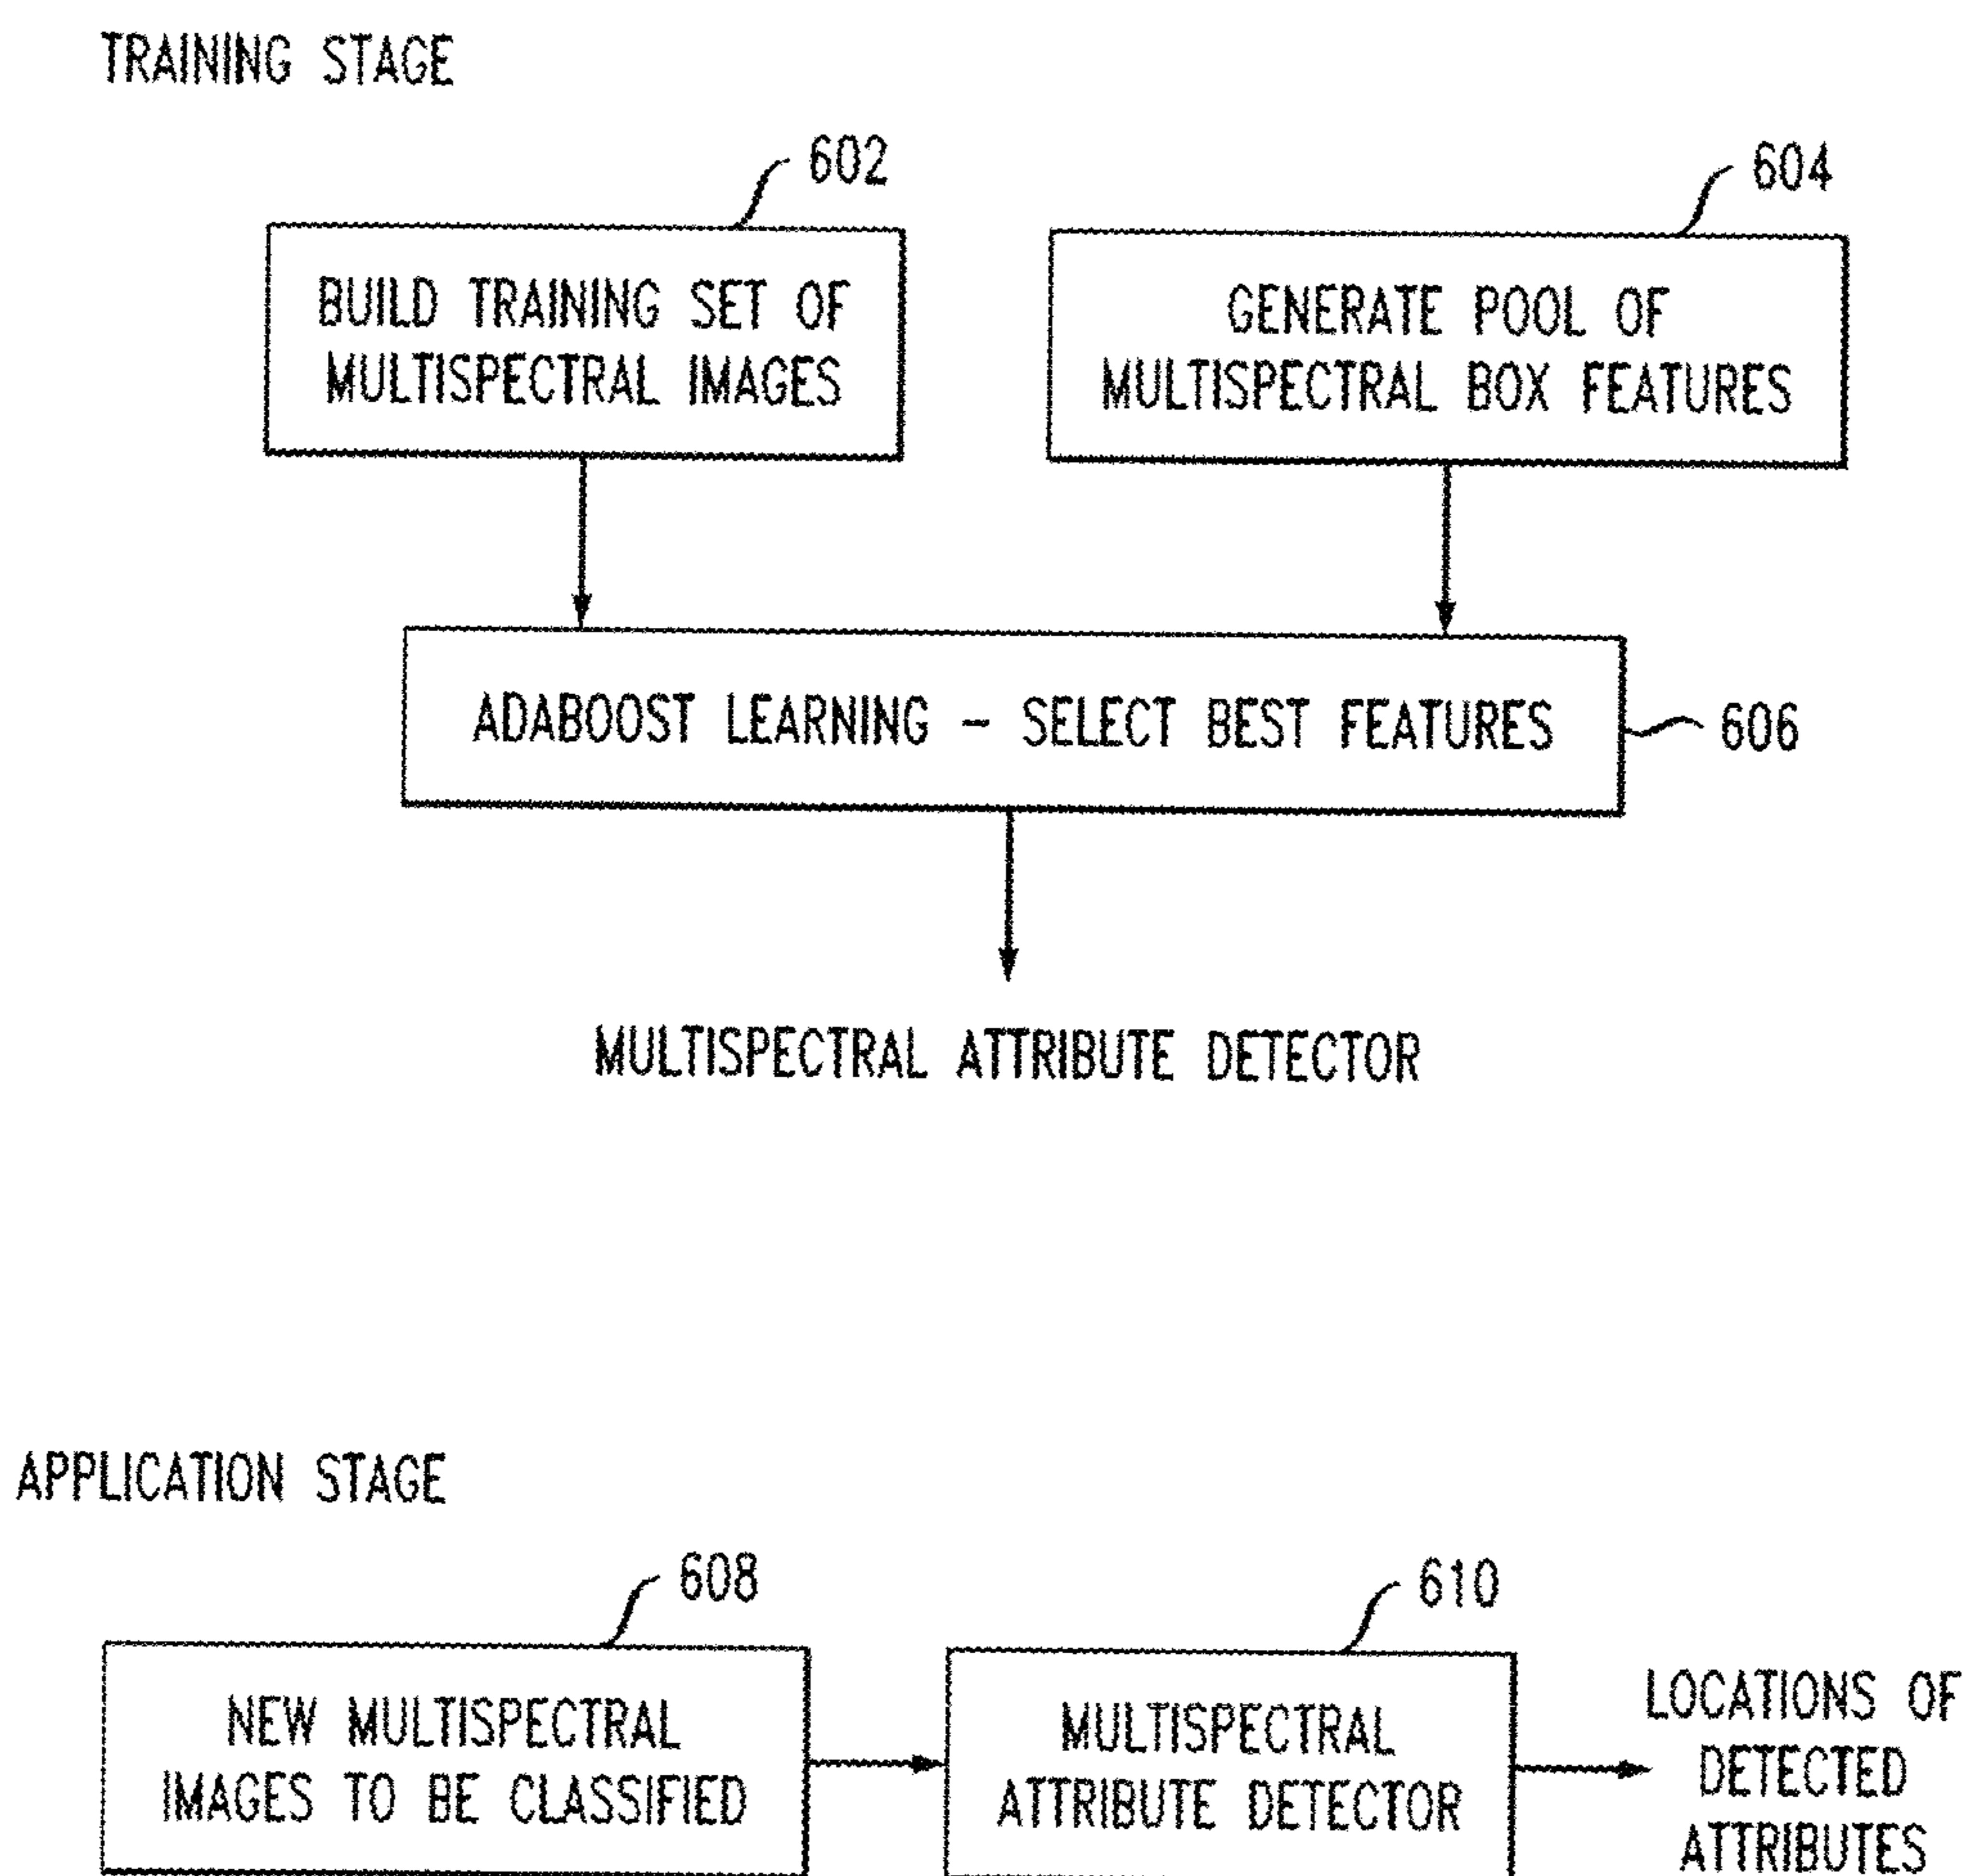 TRAINING STAGE
602
604
BUILD TRAINING SET OF
MULTISPECTRAL IMAGES
GENERATE POOL OF
MULTISPECTRAL BOX FEATURES
ADABOOST LEARNING - SELECT BEST FEATURES
606
MULTISPECTRAL ATTRIBUTE DETECTOR
APPLICATION STAGE
608
610
NEW MULTISPECTRAL
IMAGES TO BE CLASSIFIED
MULTISPECTRAL
ATTRIBUTE DETECTOR
LOCATIONS OF
DETECTED
ATTRIBUTES